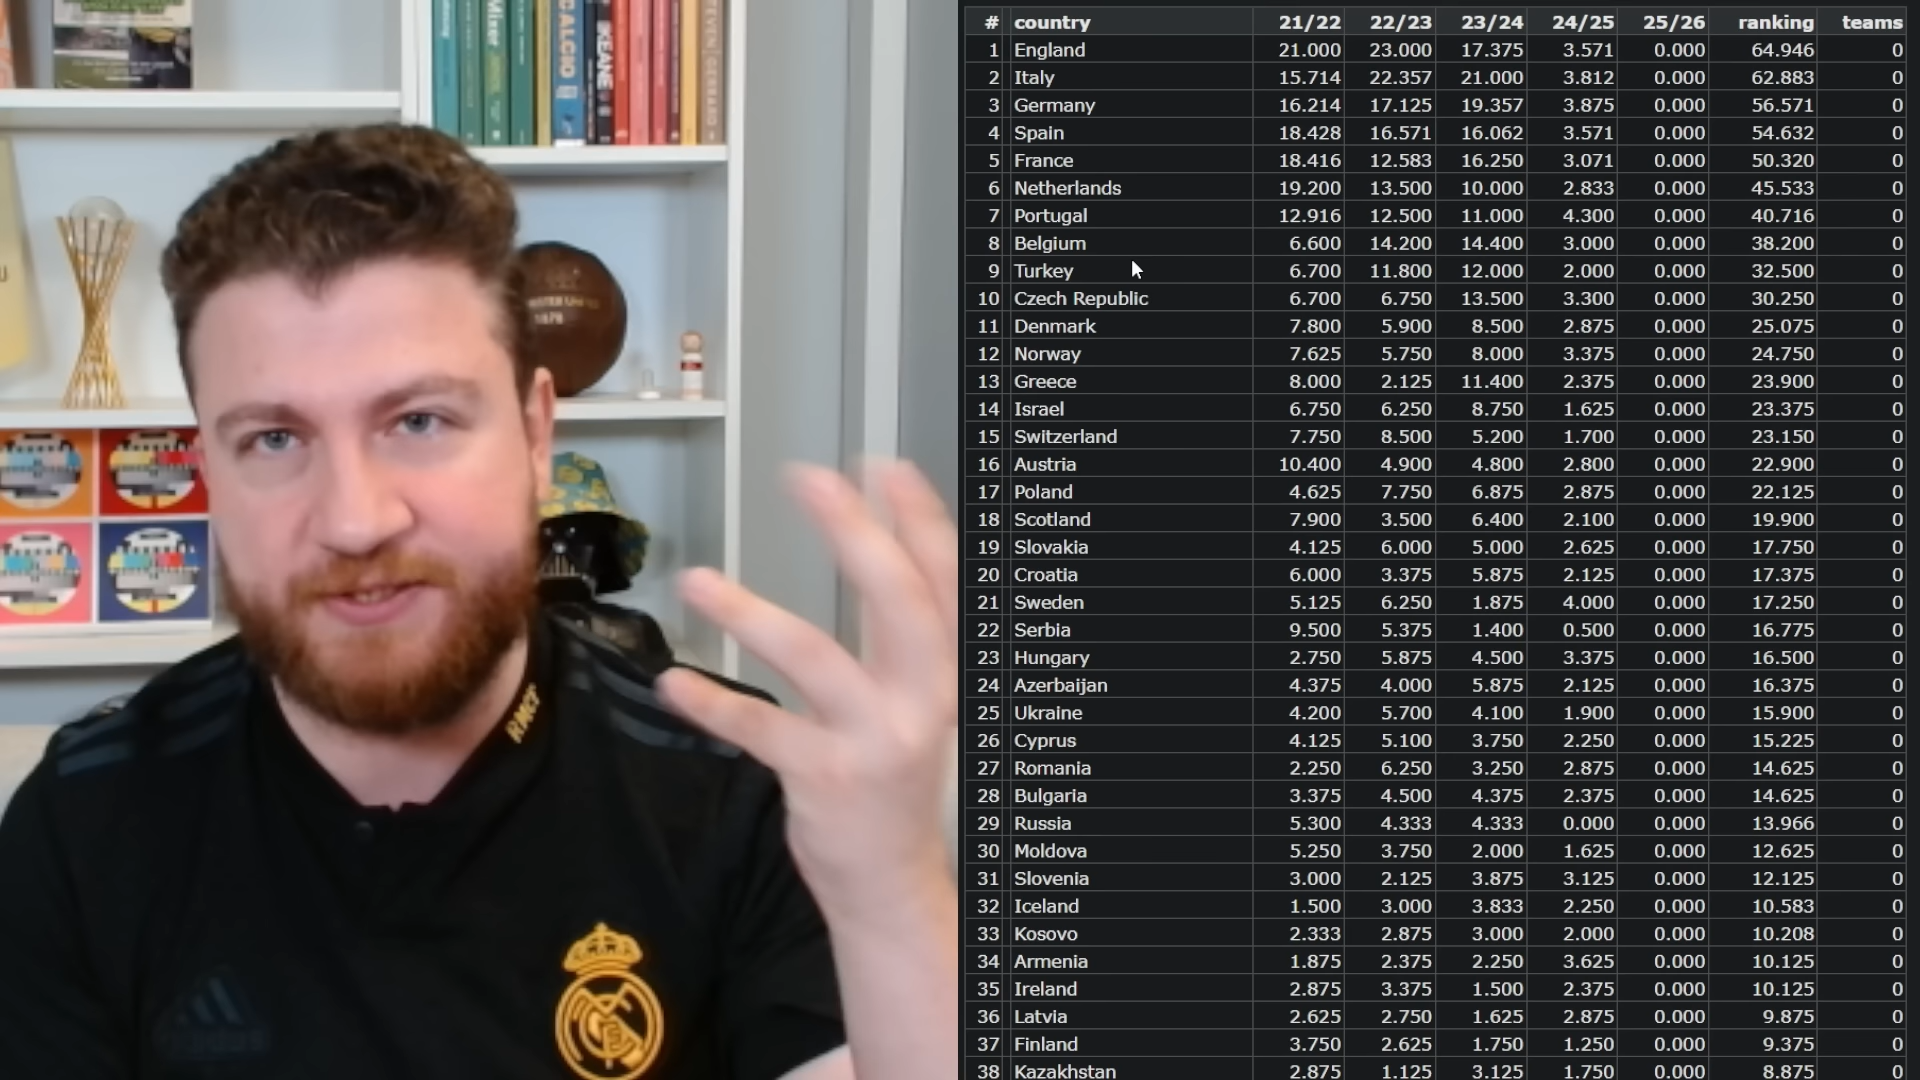 CALCIO
KEANE
STEVEN GERRARD
1878
RMCF
adidas
# country 21/22 22/23 23/24 24/25 25/26 ranking teams
1 England 21.000 23.000 17.375 3.571 0.000 64.946 0
2 Italy 15.714 22.357 21.000 3.812 0.000 62.883 0
3 Germany 16.214 17.125 19.357 3.875 0.000 56.571 0
4 Spain 18.428 16.571 16.062 3.571 0.000 54.632 0
5 France 18.416 12.583 16.250 3.071 0.000 50.320 0
6 Netherlands 19.200 13.500 10.000 2.833 0.000 45.533 0
7 Portugal 12.916 12.500 11.000 4.300 0.000 40.716 0
8 Belgium 6.600 14.200 14.400 3.000 0.000 38.200 0
9 Turkey 6.700 11.800 12.000 2.000 0.000 32.500 0
10 Czech Republic 6.700 6.750 13.500 3.300 0.000 30.250 0
11 Denmark 7.800 5.900 8.500 2.875 0.000 25.075 0
12 Norway 7.625 5.750 8.000 3.375 0.000 24.750 0
13 Greece 8.000 2.125 11.400 2.375 0.000 23.900 0
14 Israel 6.750 6.250 8.750 1.625 0.000 23.375 0
15 Switzerland 7.750 8.500 5.200 1.700 0.000 23.150 0
16 Austria 10.400 4.900 4.800 2.800 0.000 22.900 0
17 Poland 4.625 7.750 6.875 2.875 0.000 22.125 0
18 Scotland 7.900 3.500 6.400 2.100 0.000 19.900 0
19 Slovakia 4.125 6.000 5.000 2.625 0.000 17.750 0
20 Croatia 6.000 3.375 5.875 2.125 0.000 17.375 0
21 Sweden 5.125 6.250 1.875 4.000 0.000 17.250 0
22 Serbia 9.500 5.375 1.400 0.500 0.000 16.775 0
23 Hungary 2.750 5.875 4.500 3.375 0.000 16.500 0
24 Azerbaijan 4.375 4.000 5.875 2.125 0.000 16.375 0
25 Ukraine 4.200 5.700 4.100 1.900 0.000 15.900 0
26 Cyprus 4.125 5.100 3.750 2.250 0.000 15.225 0
27 Romania 2.250 6.250 3.250 2.875 0.000 14.625 0
28 Bulgaria 3.375 4.500 4.375 2.375 0.000 14.625 0
29 Russia 5.300 4.333 4.333 0.000 0.000 13.966 0
30 Moldova 5.250 3.750 2.000 1.625 0.000 12.625 0
31 Slovenia 3.000 2.125 3.875 3.125 0.000 12.125 0
32 Iceland 1.500 3.000 3.833 2.250 0.000 10.583 0
33 Kosovo 2.333 2.875 3.000 2.000 0.000 10.208 0
34 Armenia 1.875 2.375 2.250 3.625 0.000 10.125 0
35 Ireland 2.875 3.375 1.500 2.375 0.000 10.125 0
36 Latvia 2.625 2.750 1.625 2.875 0.000 9.875 0
37 Finland 3.750 2.625 1.750 1.250 0.000 9.375 0
38 Kazakhstan 2.875 1.125 3.125 1.750 0.000 8.875 0